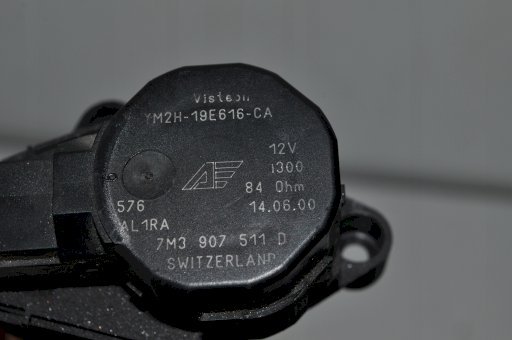 Visteon
YM2H-19E616-CA
12V
1300
84 Ohm
576
14.06.00
AL1RA
7M3 907 511 D
SWITZERLAND